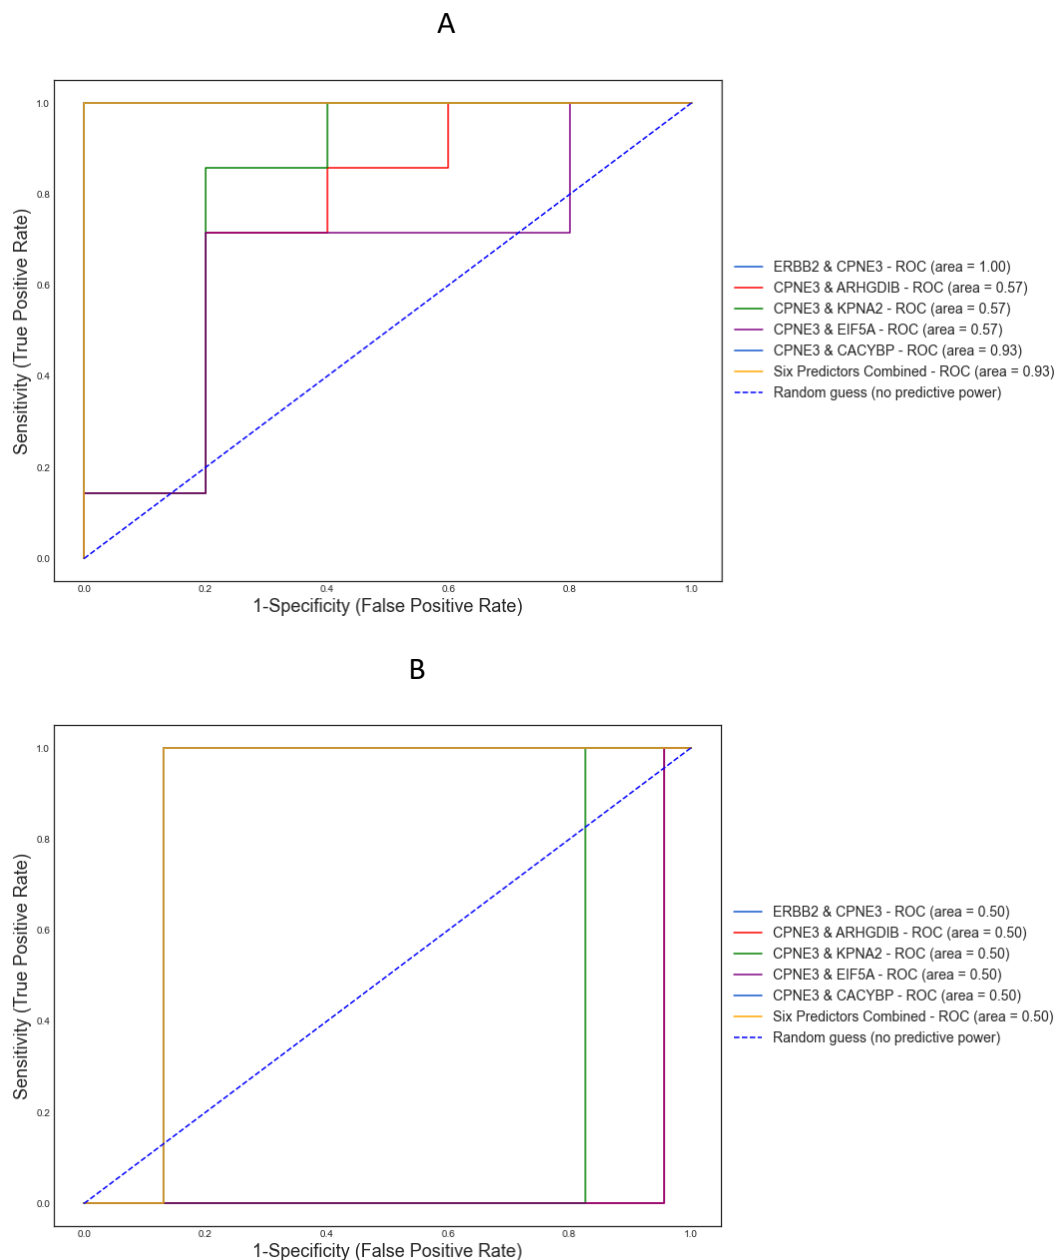 A
1.0
0.8
0.6
0.4
0.2
0.0
Sensitivity (True Positive Rate)
0.0 0.2 0.4 0.6 0.8 1.0
1-Specificity (False Positive Rate)
ERBB2 & CPNE3 - ROC (area = 1.00)
CPNE3 & ARHGDIB - ROC (area = 0.57)
CPNE3 & KPNA2 - ROC (area = 0.57)
CPNE3 & EIF5A - ROC (area = 0.57)
CPNE3 & CACYBP - ROC (area = 0.93)
Six Predictors Combined - ROC (area = 0.93)
Random guess (no predictive power)
B
1.0
0.8
0.6
0.4
0.2
0.0
Sensitivity (True Positive Rate)
0.0 0.2 0.4 0.6 0.8 1.0
1-Specificity (False Positive Rate)
ERBB2 & CPNE3 - ROC (area = 0.50)
CPNE3 & ARHGDIB - ROC (area = 0.50)
CPNE3 & KPNA2 - ROC (area = 0.50)
CPNE3 & EIF5A - ROC (area = 0.50)
CPNE3 & CACYBP - ROC (area = 0.50)
Six Predictors Combined - ROC (area = 0.50)
Random guess (no predictive power)